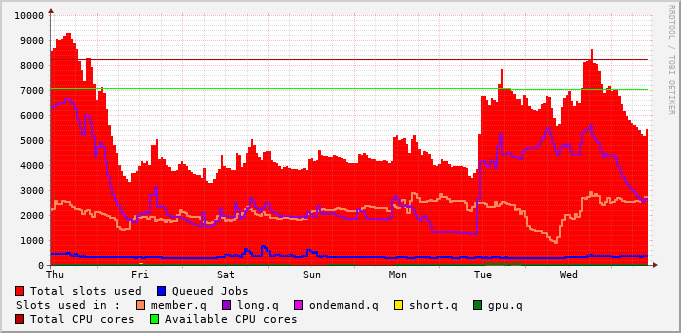 10000
9000
8000
7000
6000
5000
4000
3000
2000
1000
0
Thu Fri Sat Sun Mon Tue Wed
RRDTOOL / TOBI OETIKER
Total slots used Queued Jobs
Slots used in : member.q long.q ondemand.q short.q gpu.q
Total CPU cores Available CPU cores